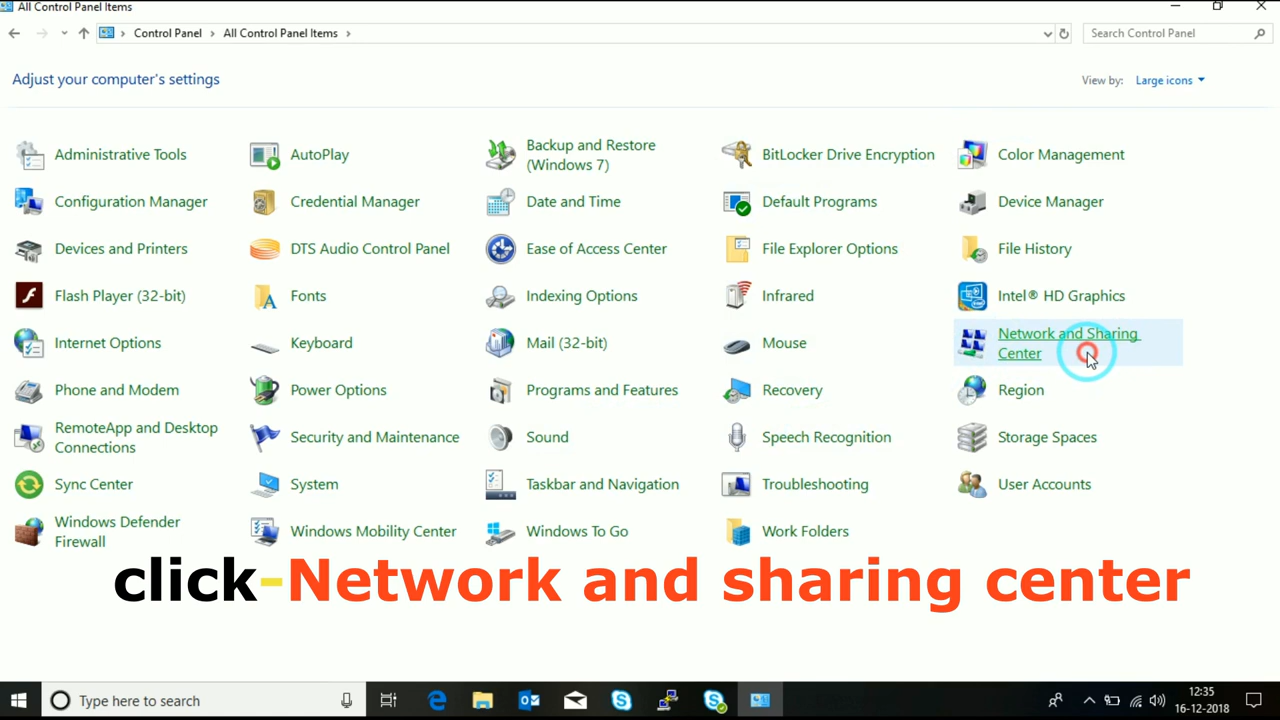 All Control Panel Items
Control Panel > All Control Panel Items >
Search Control Panel
Adjust your computer's settings
View by: Large icons
Administrative Tools
AutoPlay
Backup and Restore
(Windows 7)
BitLocker Drive Encryption
Color Management
Configuration Manager
Credential Manager
Date and Time
Default Programs
Device Manager
Devices and Printers
DTS Audio Control Panel
Ease of Access Center
File Explorer Options
File History
Flash Player (32-bit)
Fonts
Indexing Options
Infrared
Intel® HD Graphics
Internet Options
Keyboard
Mail (32-bit)
Mouse
Network and Sharing
Center
Phone and Modem
Power Options
Programs and Features
Recovery
Region
RemoteApp and Desktop
Connections
Security and Maintenance
Sound
Speech Recognition
Storage Spaces
Sync Center
System
Taskbar and Navigation
Troubleshooting
User Accounts
Windows Defender
Firewall
Windows Mobility Center
Windows To Go
Work Folders
click-Network and sharing center
Type here to search
12:35
16-12-2018